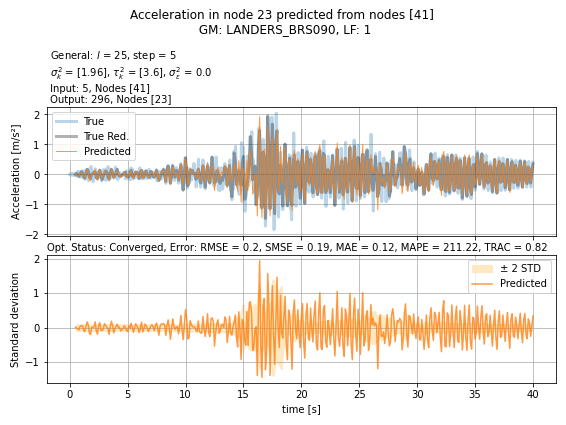 Acceleration in node 23 predicted from nodes [41]
GM: LANDERS_BRS090, LF: 1
General: l = 25, step = 5
σ²ₖ = [1.96], τ²ₖ = [3.6], σ²ε = 0.0
Input: 5, Nodes [41]
Output: 296, Nodes [23]
Acceleration [m/s²]
2
1
0
−1
−2
True
True Red.
Predicted
Opt. Status: Converged, Error: RMSE = 0.2, SMSE = 0.19, MAE = 0.12, MAPE = 211.22, TRAC = 0.82
Standard deviation
2
1
0
−1
± 2 STD
Predicted
0 5 10 15 20 25 30 35 40
time [s]